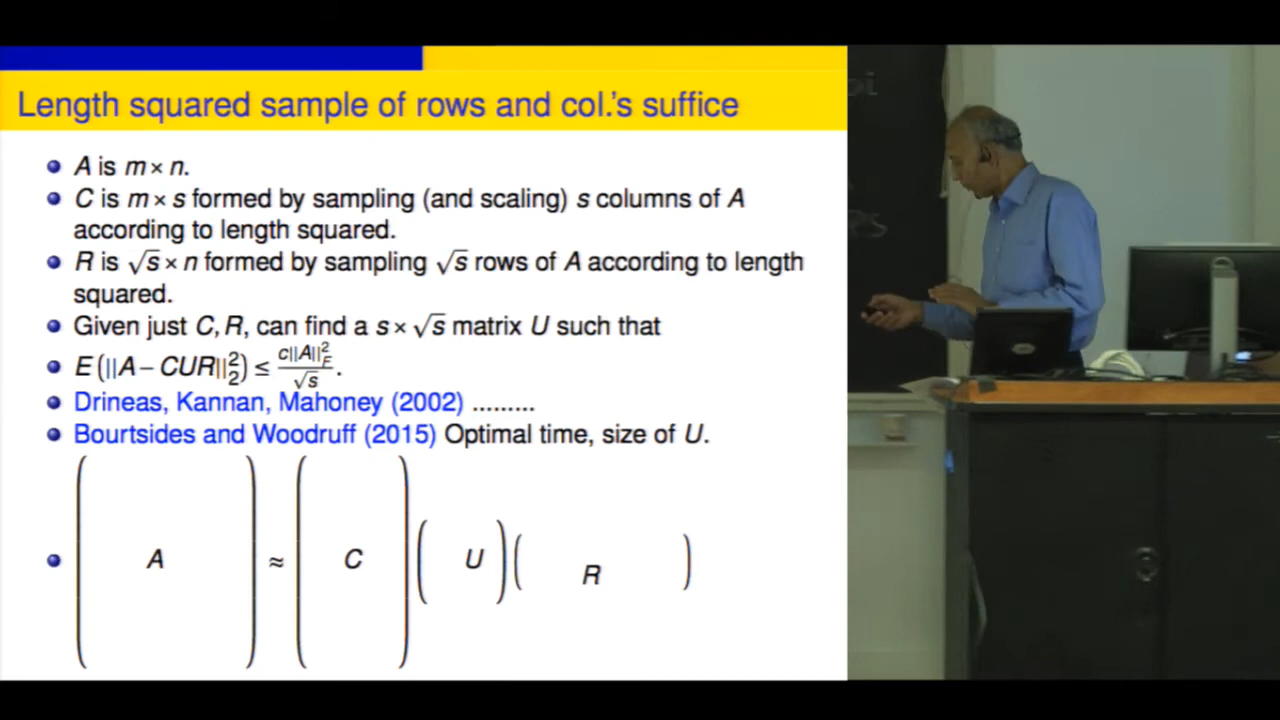 Length squared sample of rows and col.'s suffice
A is m × n.
C is m × s formed by sampling (and scaling) s columns of A
according to length squared.
R is √s × n formed by sampling √s rows of A according to length
squared.
Given just C, R, can find a s × √s matrix U such that
E(||A − CUR||₂²) ≤ c||A||²_F / √s.
Drineas, Kannan, Mahoney (2002) .........
Bourtsides and Woodruff (2015) Optimal time, size of U.
( A ) ≈ ( C ) ( U ) ( R )